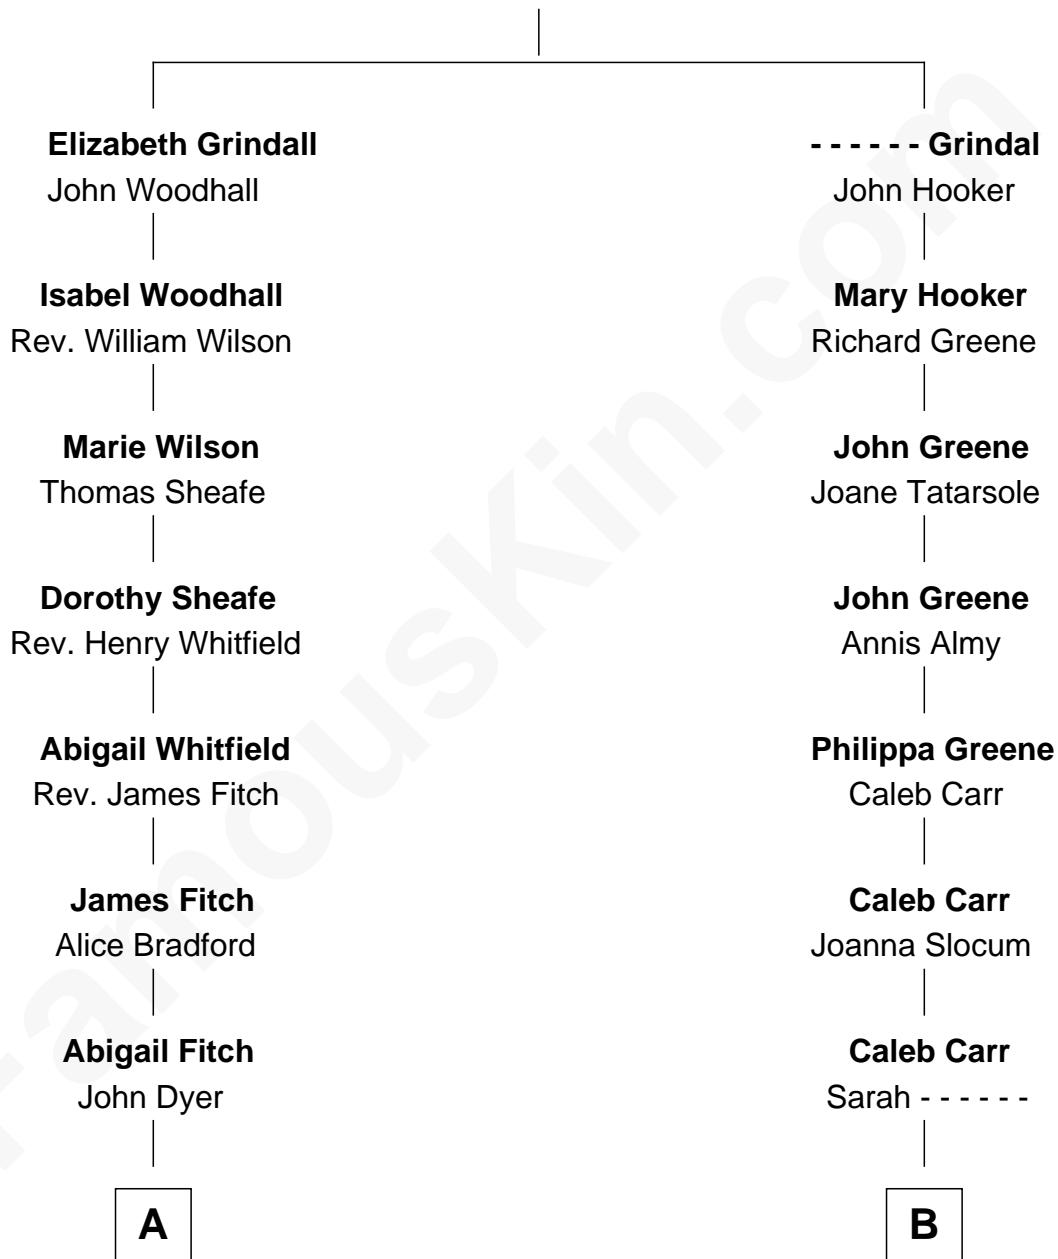 Elizabeth Grindall
John Woodhall
Isabel Woodhall
Rev. William Wilson
Marie Wilson
Thomas Sheafe
Dorothy Sheafe
Rev. Henry Whitfield
Abigail Whitfield
Rev. James Fitch
James Fitch
Alice Bradford
Abigail Fitch
John Dyer
A
- - - - - - Grindal
John Hooker
Mary Hooker
Richard Greene
John Greene
Joane Tatarsole
John Greene
Annis Almy
Philippa Greene
Caleb Carr
Caleb Carr
Joanna Slocum
Caleb Carr
Sarah - - - - - -
B
FamousKin.com